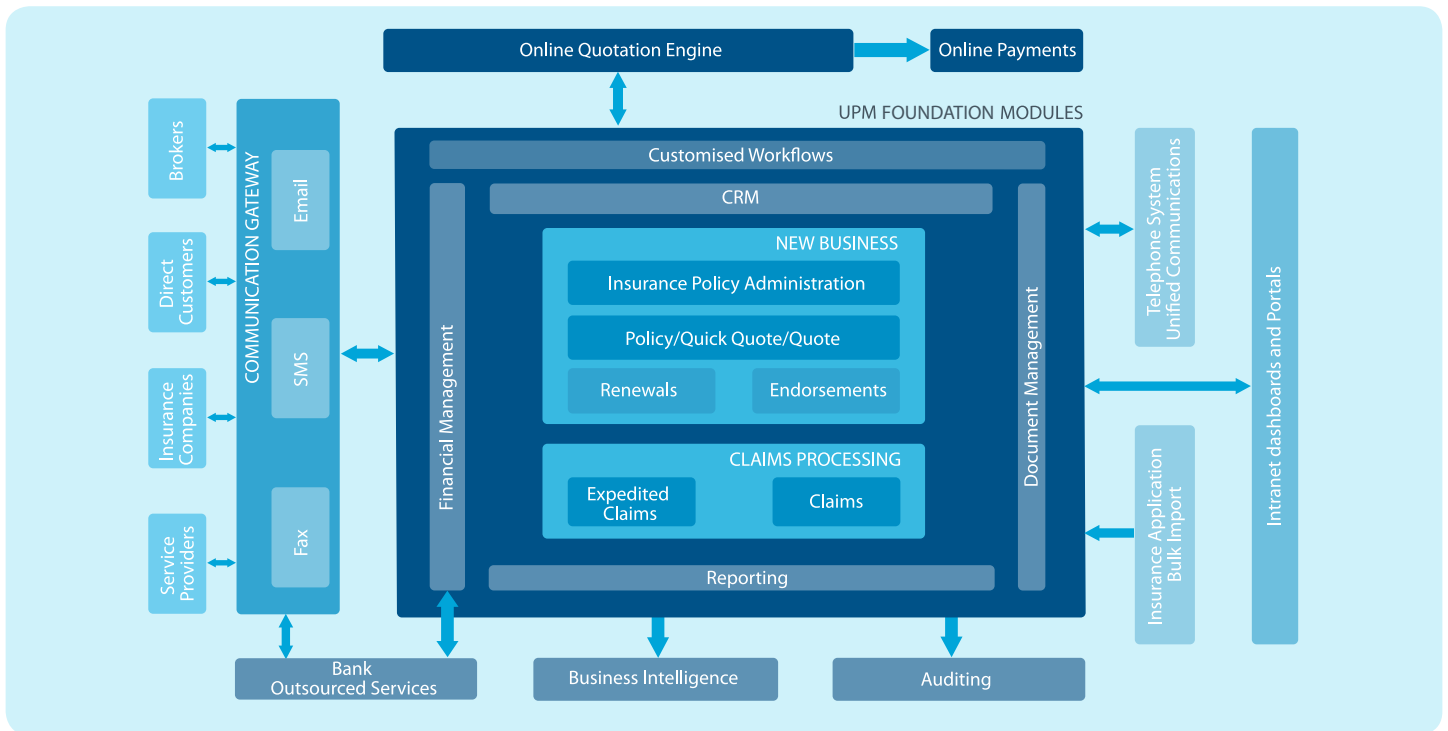 Online Quotation Engine
Online Payments
UPM FOUNDATION MODULES
Brokers
Direct
Customers
Insurance
Companies
Service
Providers
COMMUNICATION GATEWAY
Email
SMS
Fax
Customised Workflows
CRM
Financial Management
NEW BUSINESS
Insurance Policy Administration
Policy/Quick Quote/Quote
Renewals
Endorsements
CLAIMS PROCESSING
Expedited
Claims
Claims
Document Management
Reporting
Telephone System
Unified Communications
Insurance Application
Bulk Import
Intranet dashboards and Portals
Bank
Outsourced Services
Business Intelligence
Auditing